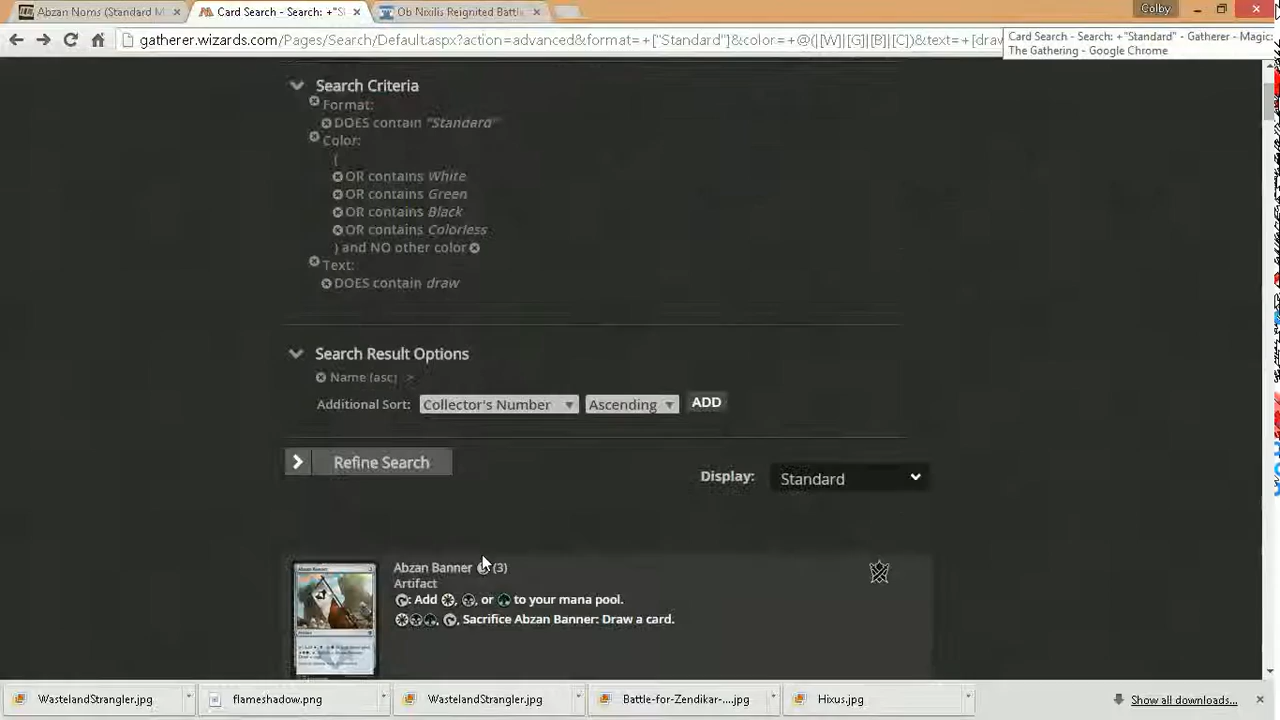 Abzan Noms (Standard M
Card Search - Search: +"S
Ob Nixilis Reignited Battl
Colby
gatherer.wizards.com/Pages/Search/Default.aspx?action=advanced&format=+["Standard"]&color=+@(|[W]|[G]|[B]|[C])&text=+[draw
Card Search - Search: +"Standard" - Gatherer - Magic:
The Gathering - Google Chrome
Search Criteria
Format:
DOES contain "Standard"
Color:
(
OR contains White
OR contains Green
OR contains Black
OR contains Colorless
) and NO other color
Text:
DOES contain draw
Search Result Options
Name (asc) >
Additional Sort: Collector's Number Ascending ADD
Refine Search
Display: Standard
Abzan Banner (3)
Artifact
: Add , , or to your mana pool.
, , Sacrifice Abzan Banner: Draw a card.
WastelandStrangler.jpg
flameshadow.png
WastelandStrangler.jpg
Battle-for-Zendikar-....jpg
Hixus.jpg
Show all downloads...